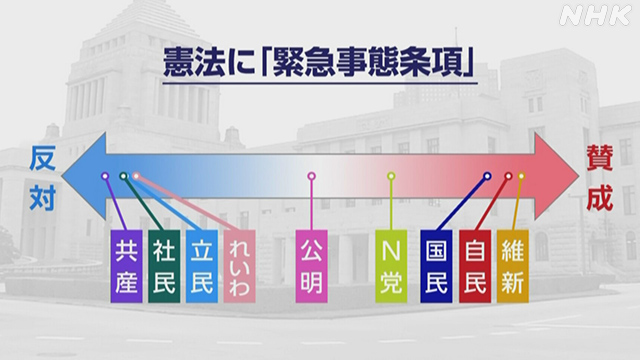 NHK
憲法に「緊急事態条項」
反対
賛成
共産
社民
立民
れいわ
公明
N党
国民
自民
維新